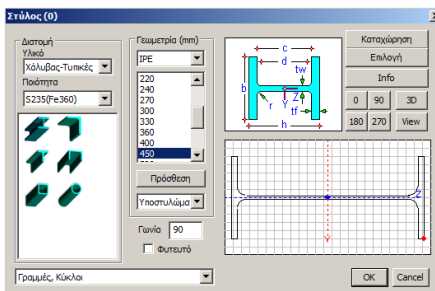 Στύλος (0)
Διατομή
Υλικό
Χάλυβας-Τυπικές
Ποιότητα
S235(Fe360)
Γεωμετρία (mm)
IPE
220
240
270
300
330
360
400
450
Πρόσθεση
Υποστυλώμα
Γωνία 90
Φυτευτό
c
d
tw
b
Z
Y
r
tf
h
Καταχώρηση
Επιλογή
Info
0 90 3D
180 270 View
Z
Y
Γραμμές, Κύκλοι
OK Cancel